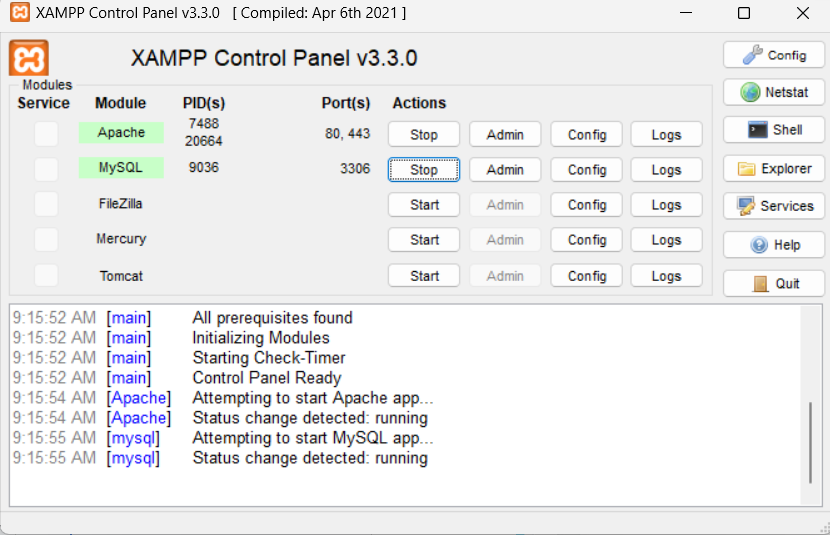 XAMPP Control Panel v3.3.0 [ Compiled: Apr 6th 2021 ]
XAMPP Control Panel v3.3.0
Config
Netstat
Shell
Explorer
Services
Help
Quit
Modules
Service Module PID(s) Port(s) Actions
Apache 7488 20664 80, 443 Stop Admin Config Logs
MySQL 9036 3306 Stop Admin Config Logs
FileZilla Start Admin Config Logs
Mercury Start Admin Config Logs
Tomcat Start Admin Config Logs
9:15:52 AM [main] All prerequisites found
9:15:52 AM [main] Initializing Modules
9:15:52 AM [main] Starting Check-Timer
9:15:52 AM [main] Control Panel Ready
9:15:54 AM [Apache] Attempting to start Apache app...
9:15:54 AM [Apache] Status change detected: running
9:15:55 AM [mysql] Attempting to start MySQL app...
9:15:55 AM [mysql] Status change detected: running